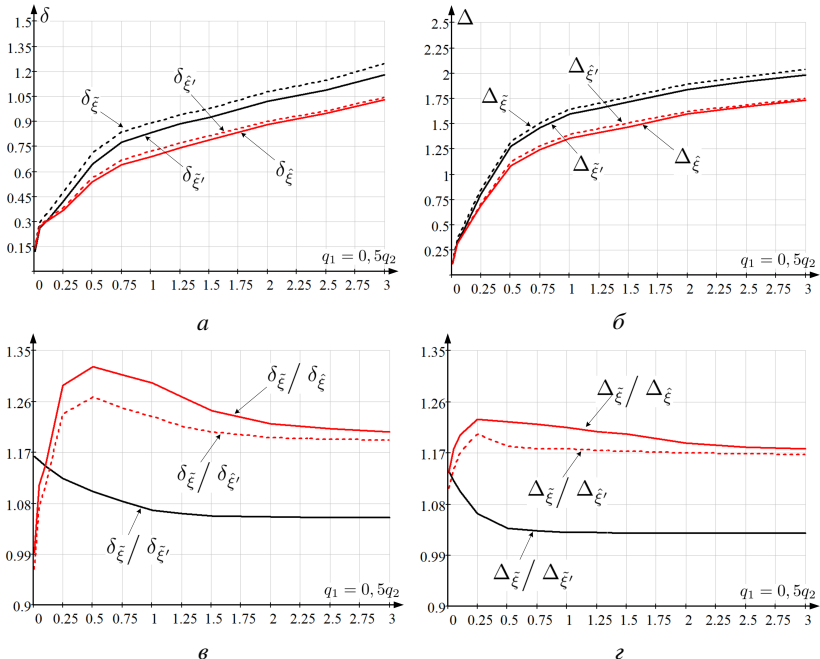 δ
1.5
1.35
1.2
1.05
0.9
0.75
0.6
0.45
0.3
0.15
δ_ξ̃
δ_ξ̂′
δ_ξ̃′
δ_ξ̂
q₁ = 0,5q₂
0 0.25 0.5 0.75 1 1.25 1.5 1.75 2 2.25 2.5 2.75 3
а
Δ
2.5
2.25
2.0
1.75
1.5
1.25
1
0.75
0.5
0.25
Δ_ξ̂′
Δ_ξ̃
Δ_ξ̃′
Δ_ξ̂
q₁ = 0,5q₂
0 0.25 0.5 0.75 1 1.25 1.5 1.75 2 2.25 2.5 2.75 3
б
1.35
1.26
1.17
1.08
0.99
0.9
δ_ξ̃/δ_ξ̂
δ_ξ̃/δ_ξ̂′
δ_ξ̃/δ_ξ̃′
q₁ = 0,5q₂
0 0.25 0.5 0.75 1 1.25 1.5 1.75 2 2.25 2.5 2.75 3
в
1.35
1.26
1.17
1.08
0.99
0.9
Δ_ξ̃/Δ_ξ̂
Δ_ξ̃/Δ_ξ̂′
Δ_ξ̃/Δ_ξ̃′
q₁ = 0,5q₂
0 0.25 0.5 0.75 1 1.25 1.5 1.75 2 2.25 2.5 2.75 3
г